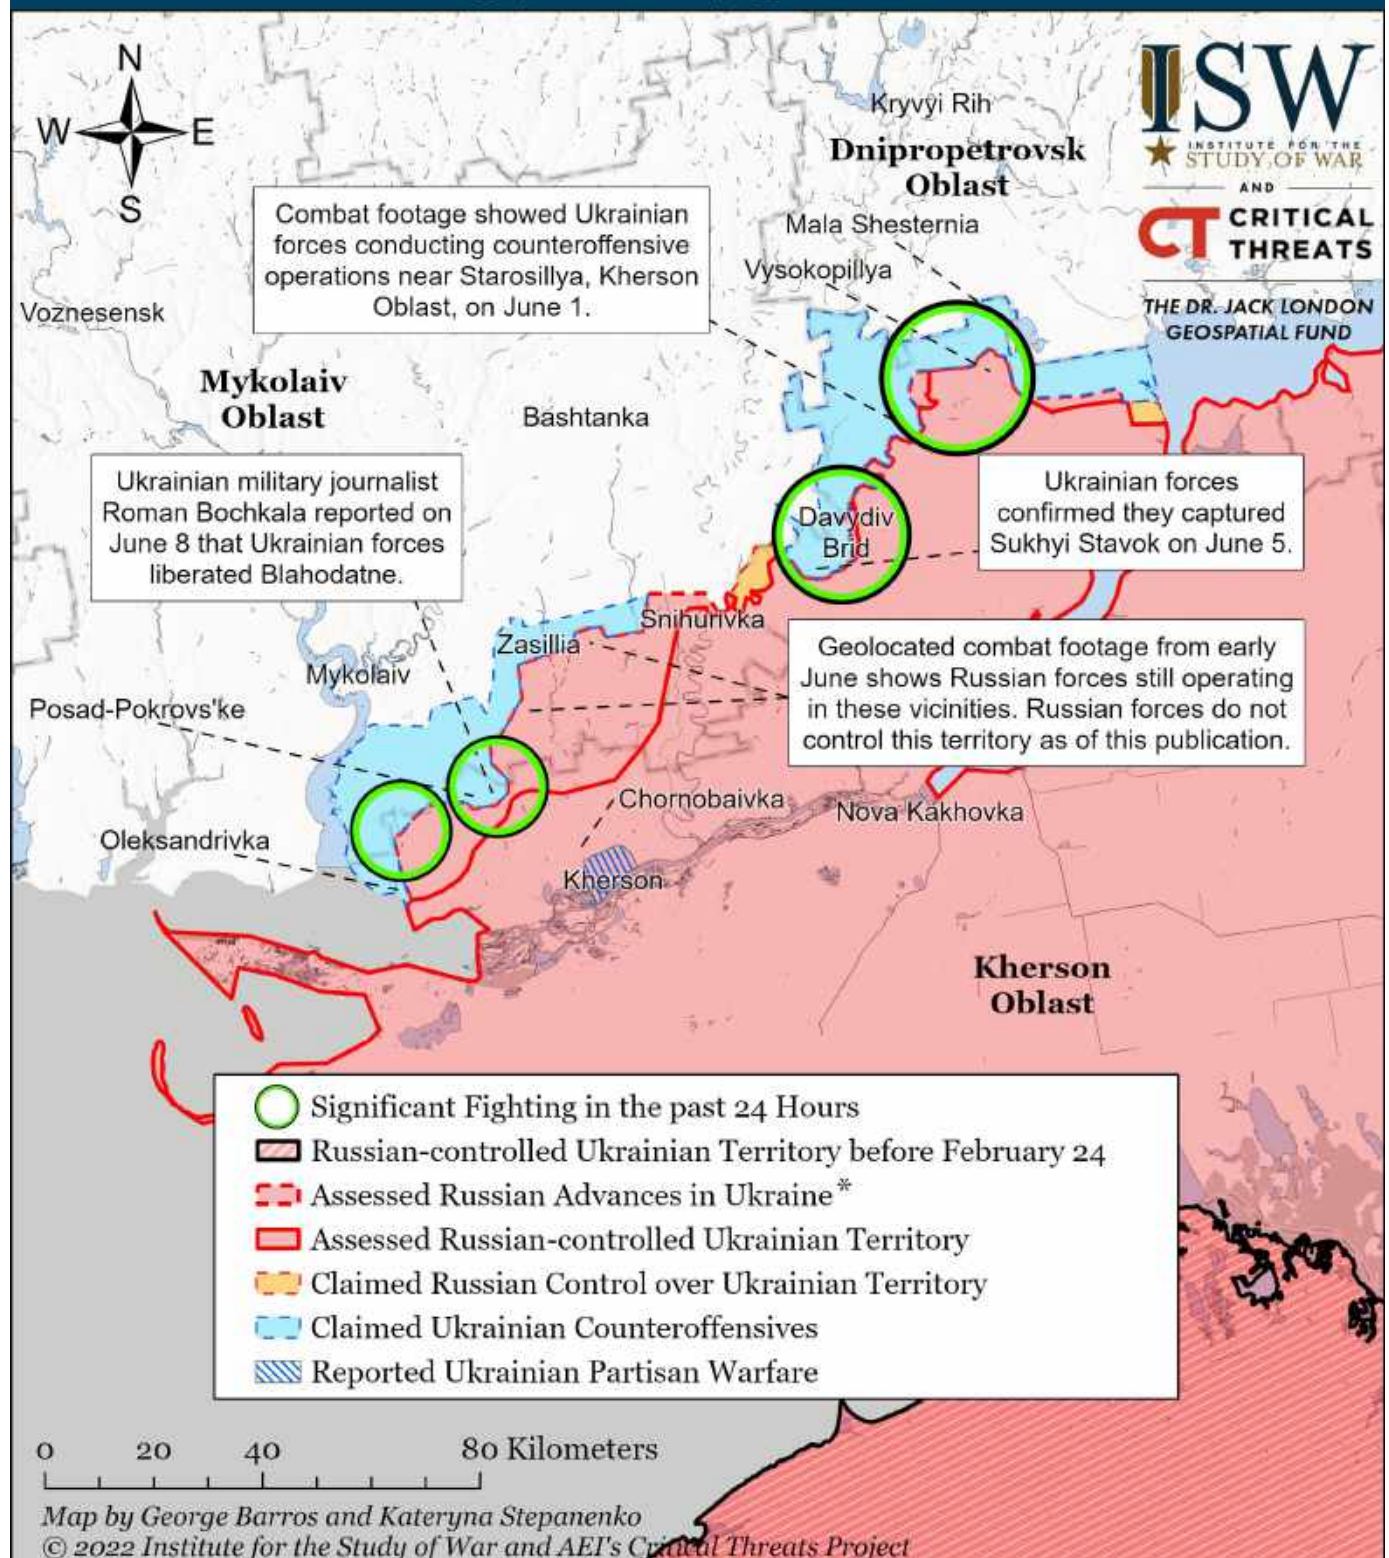 N
W
E
S
ISW
INSTITUTE FOR THE
STUDY OF WAR
AND
CT CRITICAL
THREATS
THE DR. JACK LONDON
GEOSPATIAL FUND
Kryvyi Rih
Dnipropetrovsk
Oblast
Mala Shesternia
Vysokopillya
Combat footage showed Ukrainian
forces conducting counteroffensive
operations near Starosillya, Kherson
Oblast, on June 1.
Voznesensk
Mykolaiv
Oblast
Bashtanka
Ukrainian military journalist
Roman Bochkala reported on
June 8 that Ukrainian forces
liberated Blahodatne.
Ukrainian forces
confirmed they captured
Sukhyi Stavok on June 5.
Davydiv
Brid
Snihurivka
Zasillia
Geolocated combat footage from early
June shows Russian forces still operating
in these vicinities. Russian forces do not
control this territory as of this publication.
Mykolaiv
Posad-Pokrovs'ke
Chornobaivka
Nova Kakhovka
Oleksandrivka
Kherson
Kherson
Oblast
Significant Fighting in the past 24 Hours
Russian-controlled Ukrainian Territory before February 24
Assessed Russian Advances in Ukraine*
Assessed Russian-controlled Ukrainian Territory
Claimed Russian Control over Ukrainian Territory
Claimed Ukrainian Counteroffensives
Reported Ukrainian Partisan Warfare
0 20 40 80 Kilometers
Map by George Barros and Kateryna Stepanenko
© 2022 Institute for the Study of War and AEI's Critical Threats Project